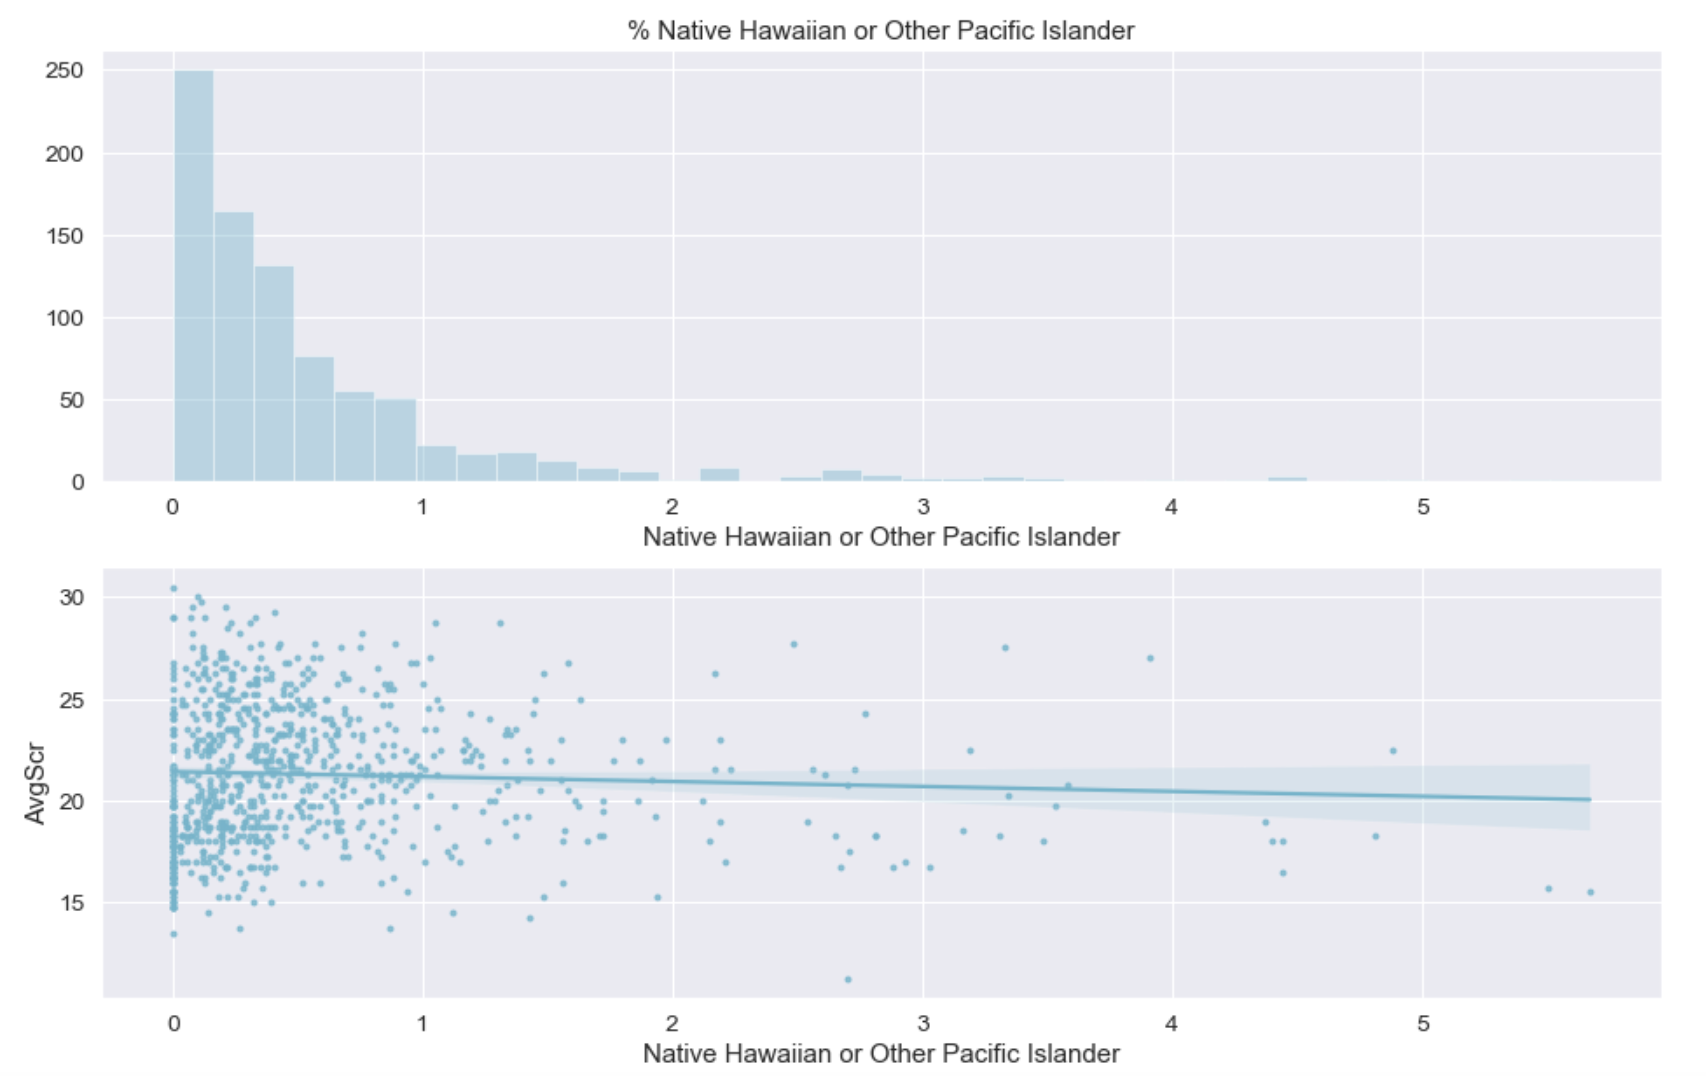 % Native Hawaiian or Other Pacific Islander
250
200
150
100
50
0
0 1 2 3 4 5
Native Hawaiian or Other Pacific Islander
30
25
20
15
AvgScr
0 1 2 3 4 5
Native Hawaiian or Other Pacific Islander